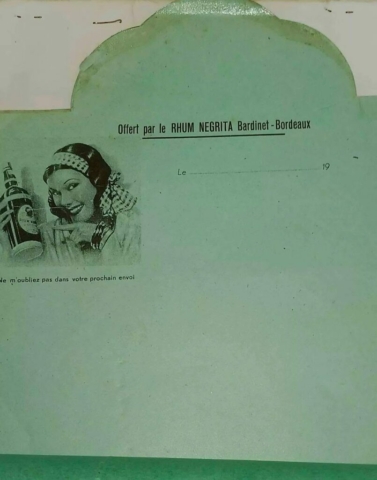 Offert par le RHUM NEGRITA Bardinet-Bordeaux
Le 19
Ne m'oubliez pas dans votre prochain envoi